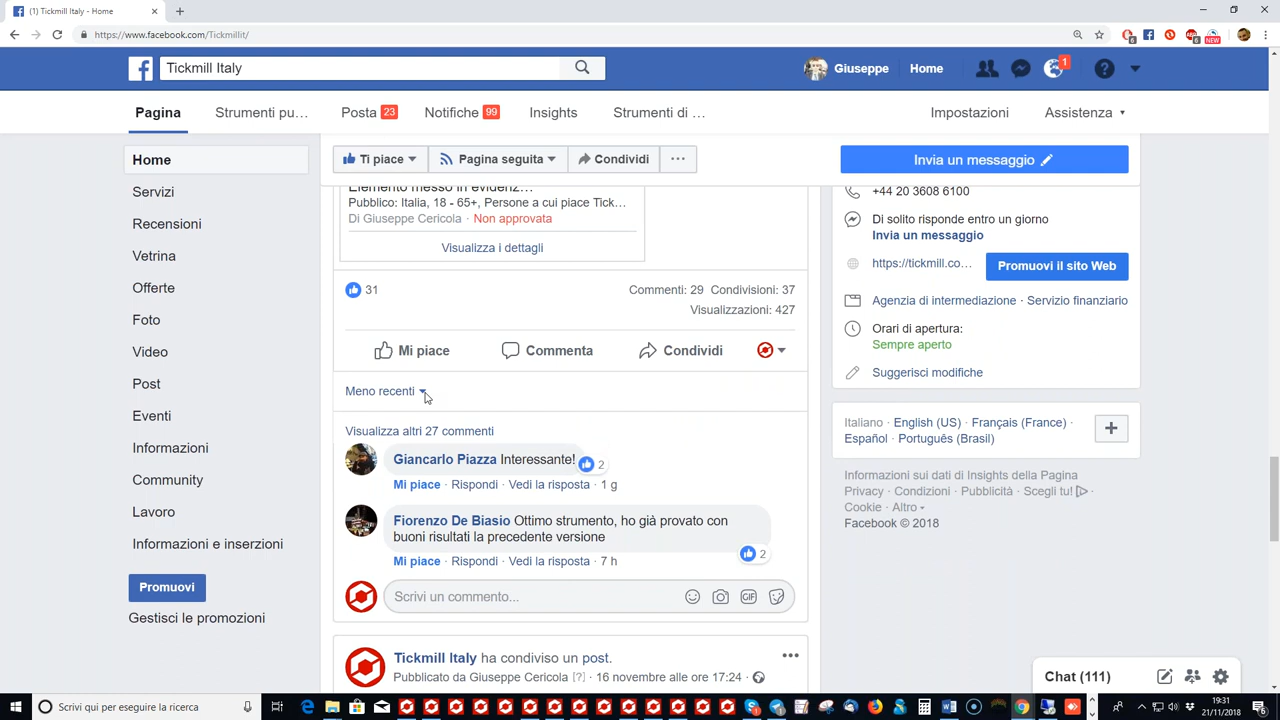 (1) Tickmill Italy - Home
https://www.facebook.com/Tickmillit/
Tickmill Italy
Giuseppe
Home
1
Pagina
Strumenti pu…
Posta 23
Notifiche 99
Insights
Strumenti di …
Impostazioni
Assistenza
Home
Servizi
Recensioni
Vetrina
Offerte
Foto
Video
Post
Eventi
Informazioni
Community
Lavoro
Informazioni e inserzioni
Promuovi
Gestisci le promozioni
Ti piace
Pagina seguita
Condividi
Invia un messaggio
Elemento messo in evidenz…
Pubblico: Italia, 18 - 65+, Persone a cui piace Tick…
Di Giuseppe Cericola · Non approvata
Visualizza i dettagli
31
Commenti: 29 Condivisioni: 37
Visualizzazioni: 427
Mi piace
Commenta
Condividi
Meno recenti
Visualizza altri 27 commenti
Giancarlo Piazza Interessante!
2
Mi piace · Rispondi · Vedi la risposta · 1 g
Fiorenzo De Biasio Ottimo strumento, ho già provato con
buoni risultati la precedente versione
2
Mi piace · Rispondi · Vedi la risposta · 7 h
Scrivi un commento...
GIF
Tickmill Italy ha condiviso un post.
Pubblicato da Giuseppe Cericola [?] · 16 novembre alle ore 17:24 ·
+44 20 3608 6100
Di solito risponde entro un giorno
Invia un messaggio
https://tickmill.co…
Promuovi il sito Web
Agenzia di intermediazione · Servizio finanziario
Orari di apertura:
Sempre aperto
Suggerisci modifiche
Italiano · English (US) · Français (France) ·
Español · Português (Brasil)
Informazioni sui dati di Insights della Pagina
Privacy · Condizioni · Pubblicità · Scegli tu! ·
Cookie · Altro
Facebook © 2018
Chat (111)
Scrivi qui per eseguire la ricerca
19:31
21/11/2018